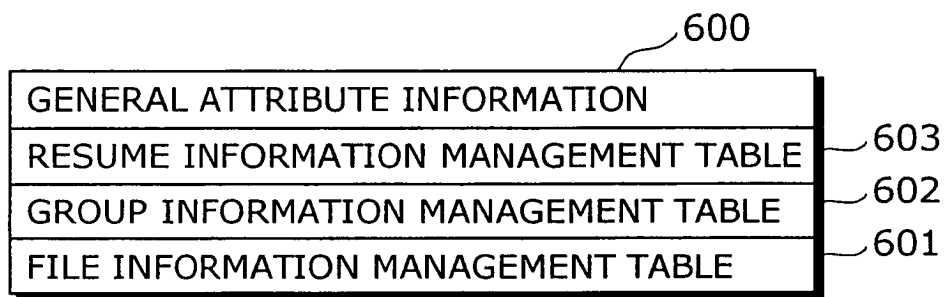 600
GENERAL ATTRIBUTE INFORMATION
RESUME INFORMATION MANAGEMENT TABLE 603
GROUP INFORMATION MANAGEMENT TABLE 602
FILE INFORMATION MANAGEMENT TABLE 601